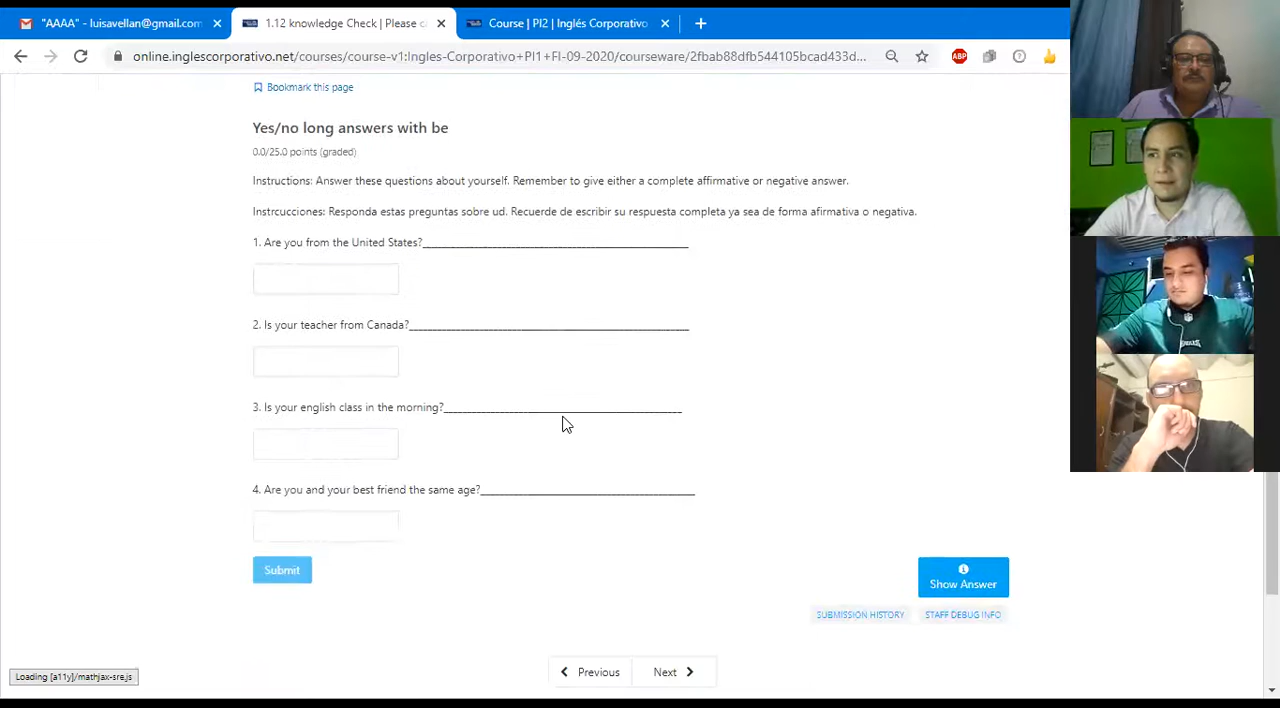 "AAAA" - luisavellan@gmail.com
1.12 knowledge Check | Please c
Course | PI2 | Inglés Corporativo
online.inglescorporativo.net/courses/course-v1:Ingles-Corporativo+PI1+FI-09-2020/courseware/2fbab88dfb544105bcad433d...
ABP
Bookmark this page
Yes/no long answers with be
0.0/25.0 points (graded)
Instructions: Answer these questions about yourself. Remember to give either a complete affirmative or negative answer.
Instrcucciones: Responda estas preguntas sobre ud. Recuerde de escribir su respuesta completa ya sea de forma afirmativa o negativa.
1. Are you from the United States?
2. Is your teacher from Canada?
3. Is your english class in the morning?
4. Are you and your best friend the same age?
Submit
Show Answer
SUBMISSION HISTORY STAFF DEBUG INFO
Previous Next
Loading [a11y]/mathjax-sre.js